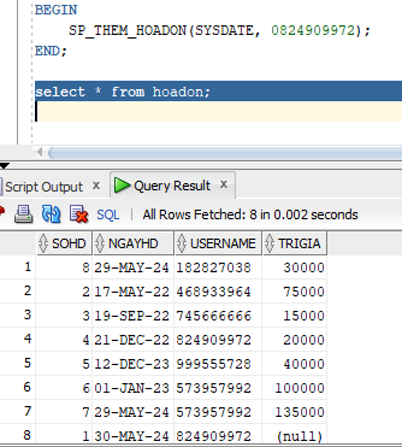 BEGIN
SP_THEM_HOADON(SYSDATE, 0824909972);
END;
select * from hoadon;
Script Output x Query Result x
SQL | All Rows Fetched: 8 in 0.002 seconds
SOHD NGAYHD USERNAME TRIGIA
1 8 29-MAY-24 182827038 30000
2 2 17-MAY-22 468933964 75000
3 3 19-SEP-22 745666666 15000
4 4 21-DEC-22 824909972 20000
5 5 12-DEC-23 999555728 40000
6 6 01-JAN-23 573957992 100000
7 7 29-MAY-24 573957992 135000
8 1 30-MAY-24 824909972 (null)